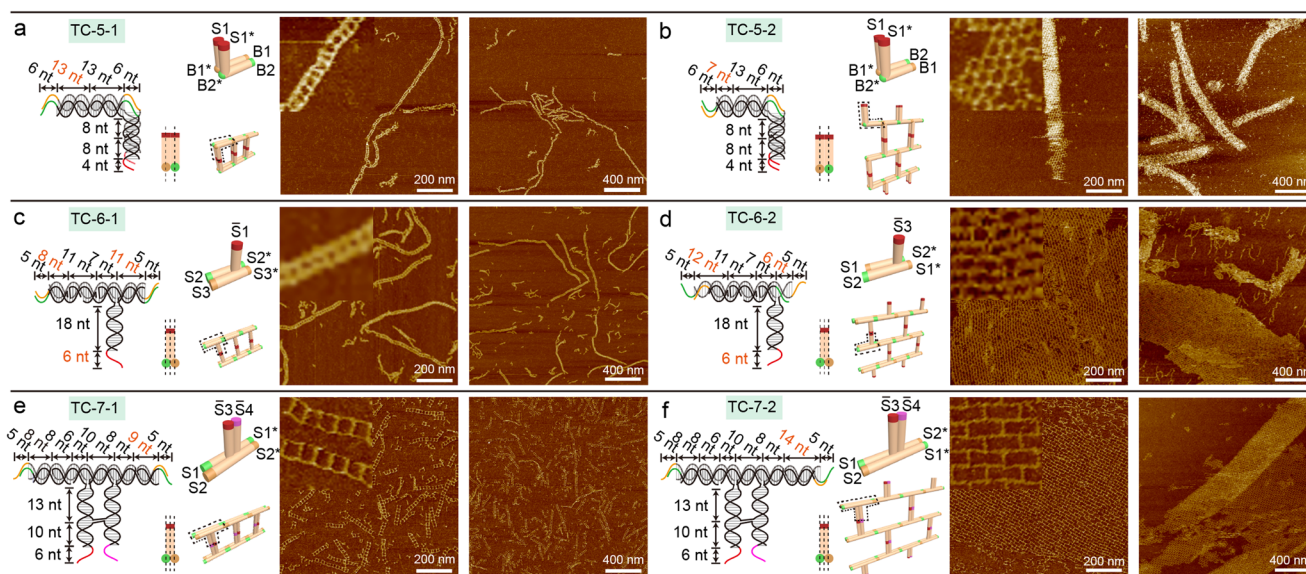 a TC-5-1
S1
S1*
B1
B2
B1*
B2*
6 nt 13 nt 13 nt 6 nt
8 nt
8 nt
4 nt
200 nm
400 nm
b TC-5-2
S1
S1*
B2
B1
B1*
B2*
6 nt 7 nt 13 nt 6 nt
8 nt
8 nt
4 nt
200 nm
400 nm
c TC-6-1
S̄1
S2*
S3*
S2
S3
5 nt 8 nt 11 nt 7 nt 11 nt 5 nt
18 nt
6 nt
200 nm
400 nm
d TC-6-2
S̄3
S2*
S1*
S1
S2
5 nt 12 nt 11 nt 7 nt 6 nt 5 nt
18 nt
6 nt
200 nm
400 nm
e TC-7-1
S̄3 S̄4
S1*
S2*
S1
S2
5 nt 8 nt 8 nt 6 nt 10 nt 8 nt 9 nt 5 nt
13 nt
10 nt
6 nt
200 nm
400 nm
f TC-7-2
S̄3 S̄4
S2*
S1*
S1
S2
5 nt 8 nt 8 nt 6 nt 10 nt 8 nt 14 nt 5 nt
13 nt
10 nt
6 nt
200 nm
400 nm